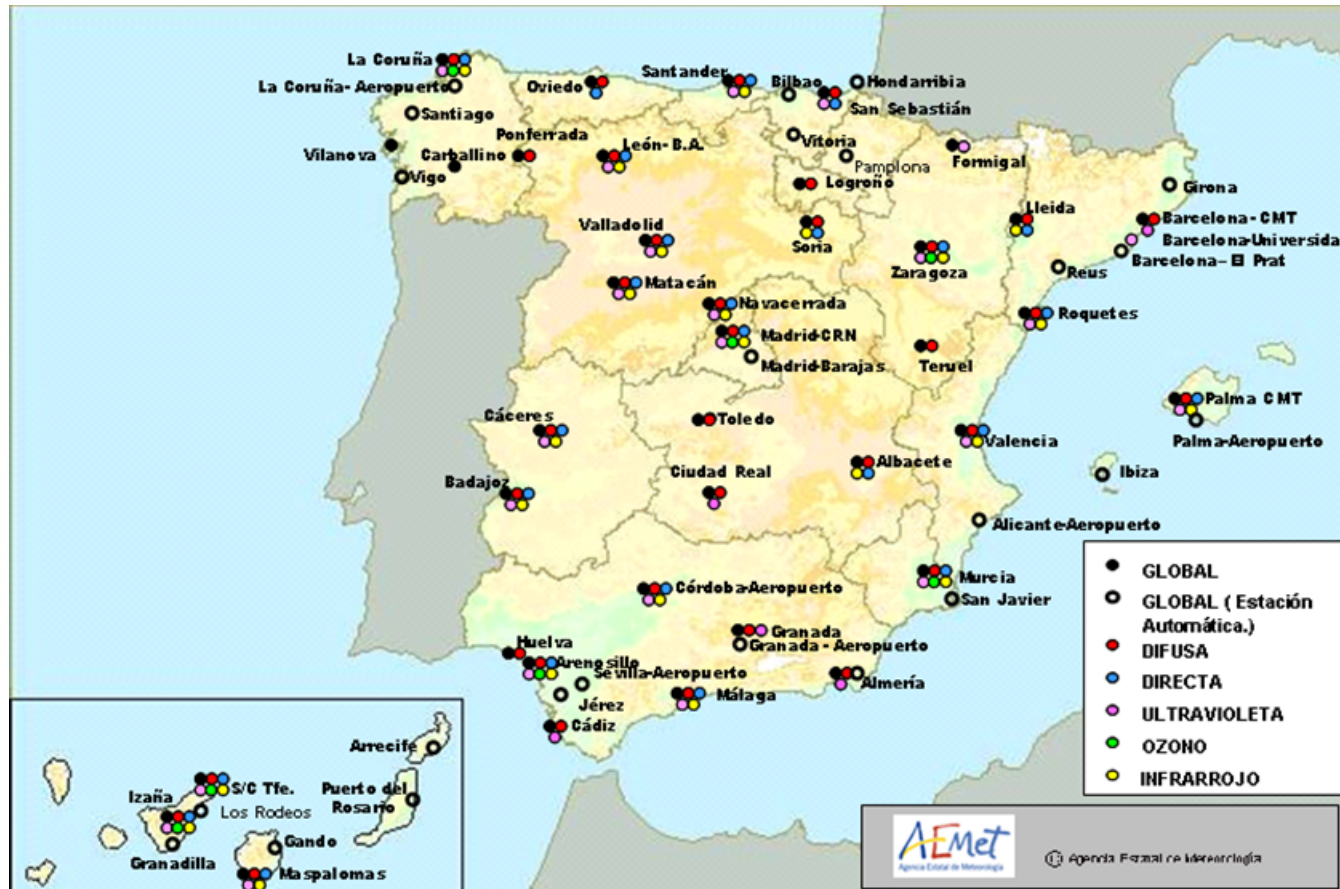 La Coruña
La Coruña- Aeropuerto
Santiago
Vilanova
Carballino
Vigo
Oviedo
Ponferrada
León- B.A.
Santander
Bilbao
Hondarribia
San Sebastián
Vitoria
Pamplona
Logroño
Formigal
Girona
Lleida
Barcelona- CMT
Barcelona-Universida
Barcelona- El Prat
Reus
Roquetes
Valladolid
Soria
Zaragoza
Matacán
Navacerrada
Madrid-CRN
Madrid-Barajas
Teruel
Cáceres
Toledo
Badajoz
Ciudad Real
Albacete
Valencia
Palma CMT
Palma-Aeropuerto
Ibiza
Alicante-Aeropuerto
Murcia
San Javier
Córdoba-Aeropuerto
Granada
Granada - Aeropuerto
Huelva
Arenosillo
Sevilla-Aeropuerto
Jérez
Cádiz
Málaga
Almería
Arrecife
S/C Tfe.
Izaña
Los Rodeos
Puerto del
Rosario
Granadilla
Gando
Maspalomas
GLOBAL
GLOBAL ( Estación
Automática.)
DIFUSA
DIRECTA
ULTRAVIOLETA
OZONO
INFRARROJO
AEMet
Agencia Estatal de Meteorología
© Agencia Estatal de Meteorología